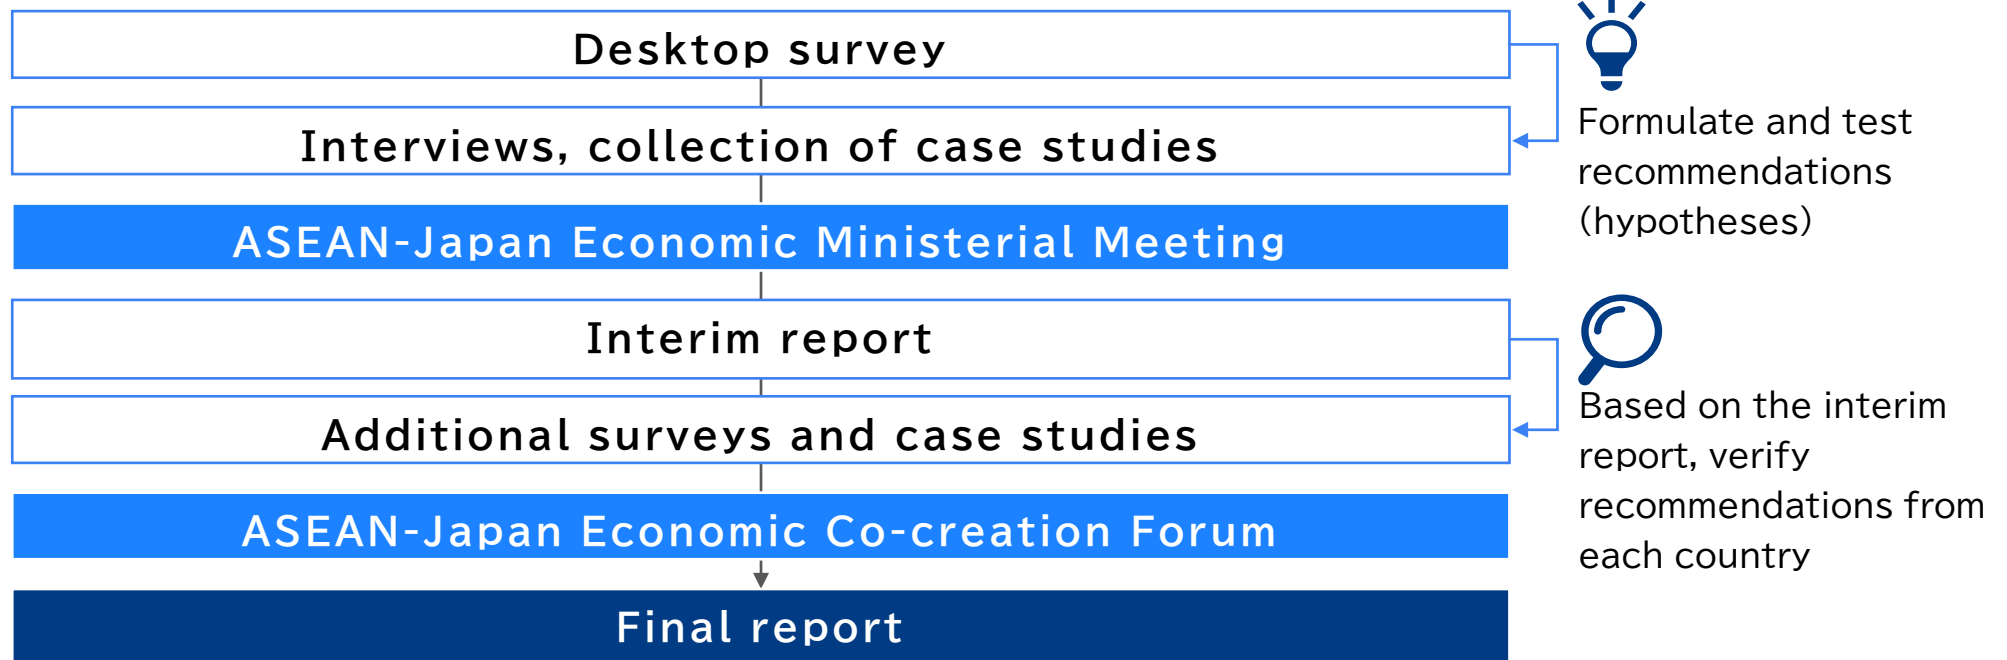 Desktop survey
Interviews, collection of case studies
Formulate and test
recommendations
(hypotheses)
ASEAN-Japan Economic Ministerial Meeting
Interim report
Additional surveys and case studies
Based on the interim
report, verify
recommendations from
each country
ASEAN-Japan Economic Co-creation Forum
Final report